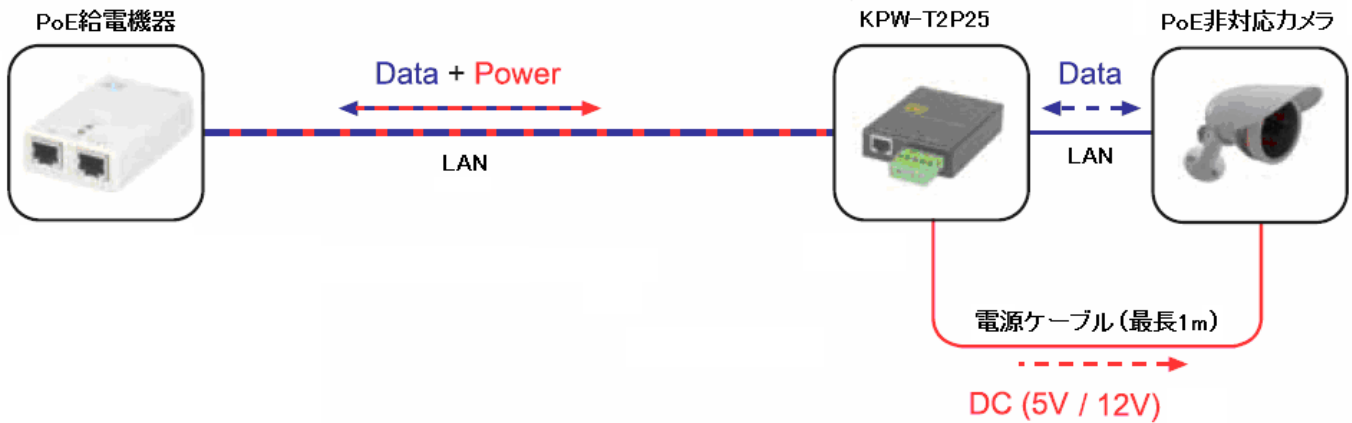 PoE給電機器
KPW-T2P25
PoE非対応カメラ
Data + Power
Data
LAN
LAN
電源ケーブル(最長1m)
DC (5V / 12V)